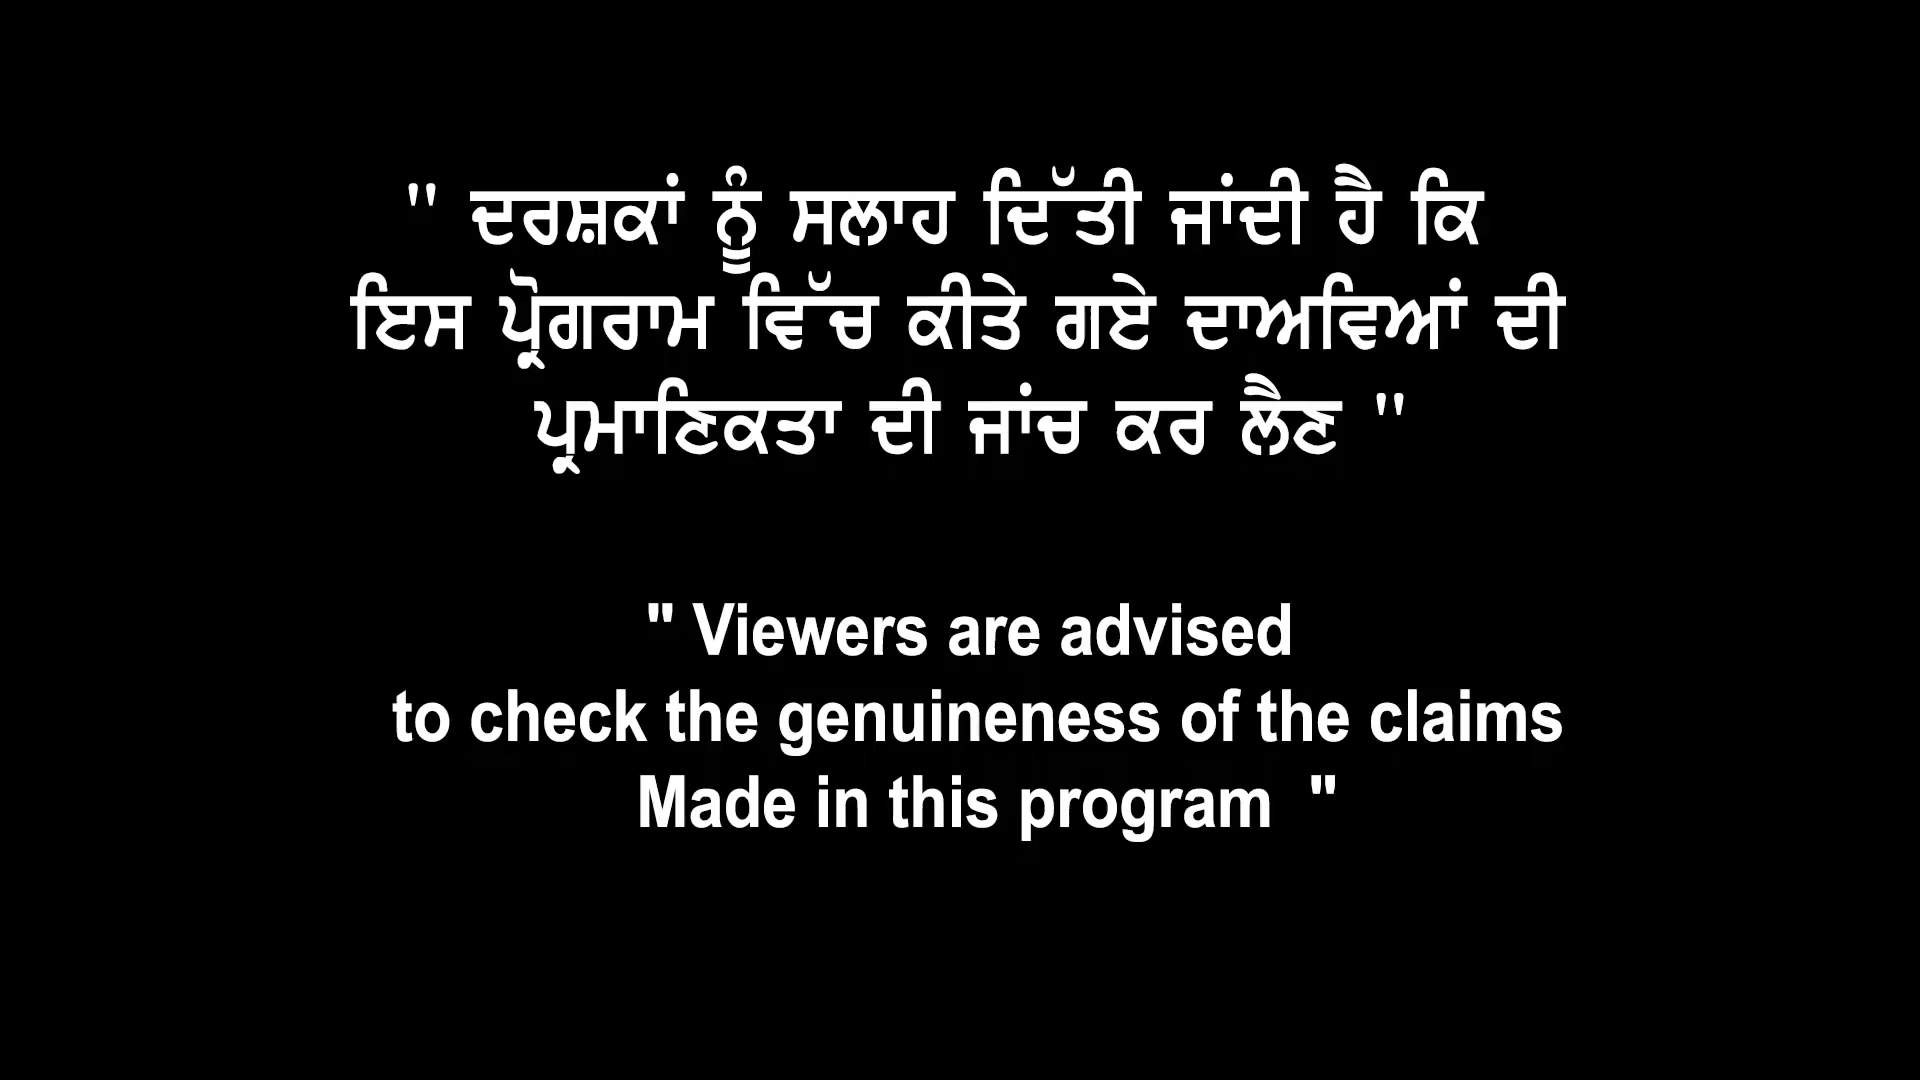 " ਦਰਸ਼ਕਾਂ ਨੂੰ ਸਲਾਹ ਦਿੱਤੀ ਜਾਂਦੀ ਹੈ ਕਿ
ਇਸ ਪ੍ਰੋਗਰਾਮ ਵਿੱਚ ਕੀਤੇ ਗਏ ਦਾਅਵਿਆਂ ਦੀ
ਪ੍ਰਮਾਣਿਕਤਾ ਦੀ ਜਾਂਚ ਕਰ ਲੈਣ "
" Viewers are advised
to check the genuineness of the claims
Made in this program "